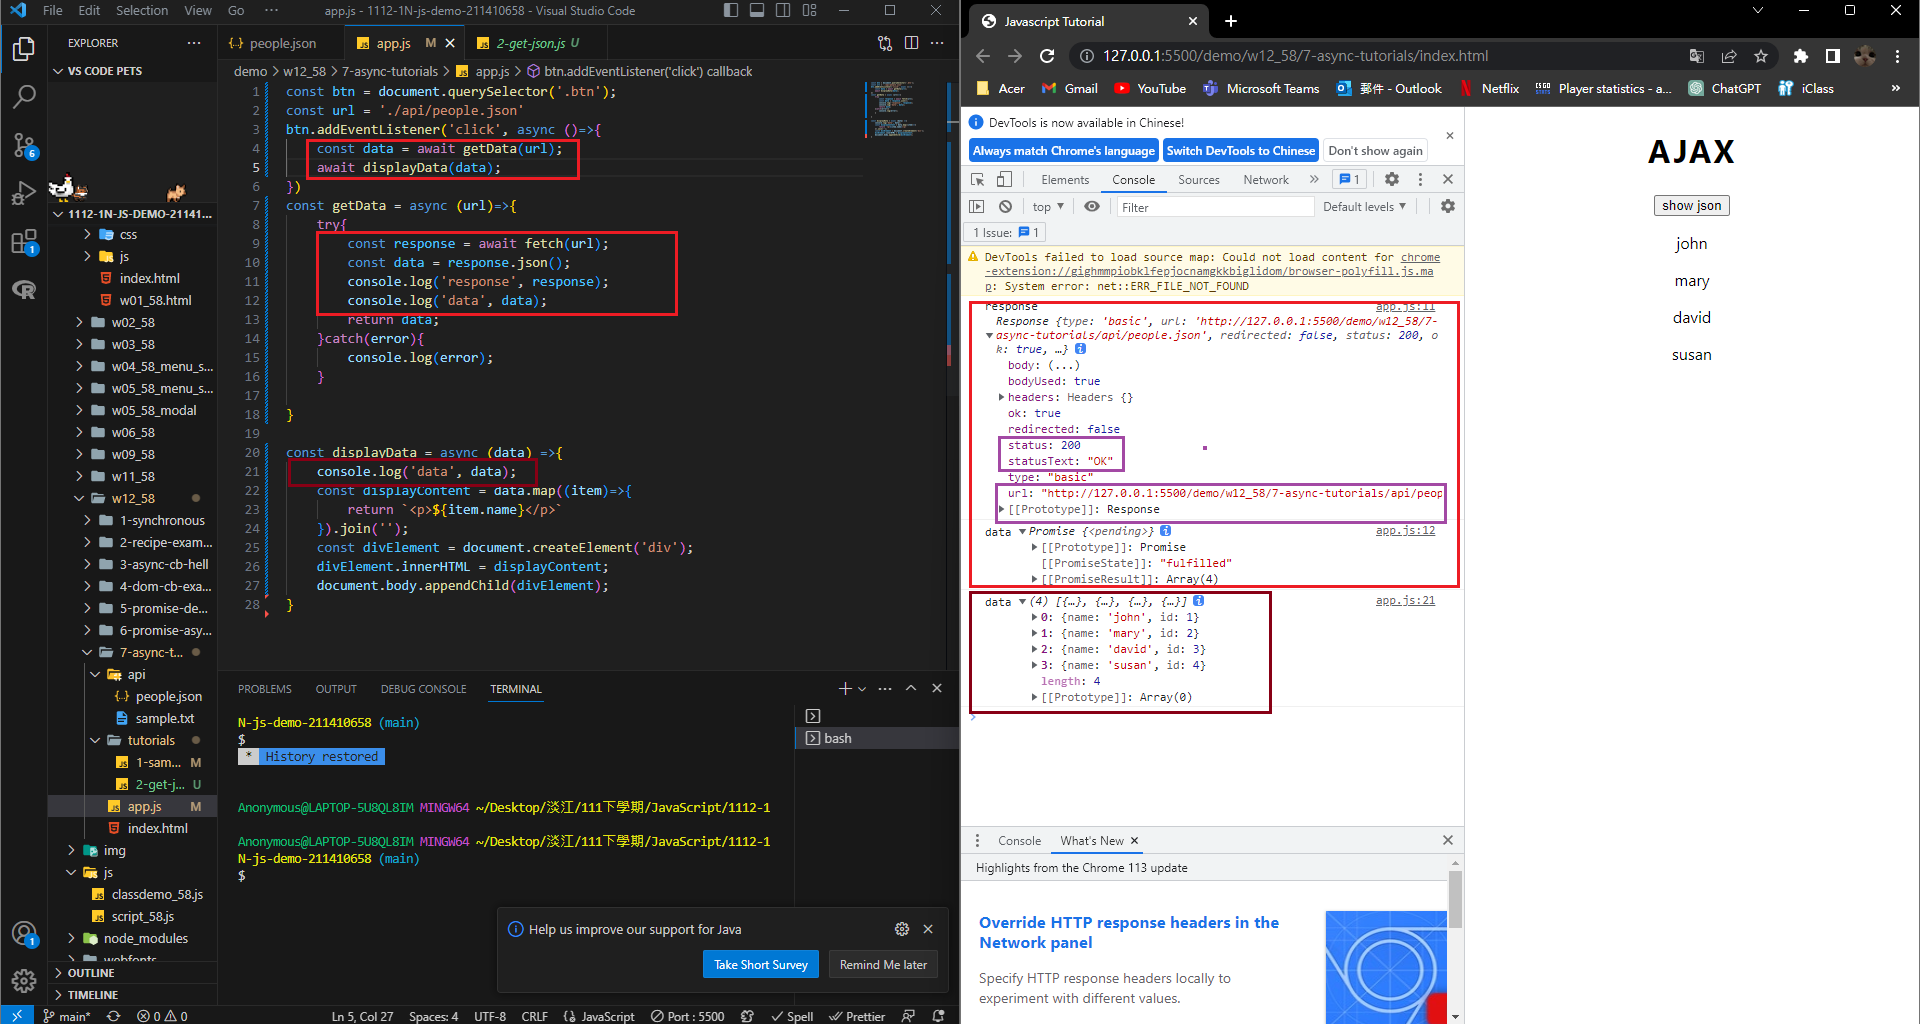 File Edit Selection View Go ··· app.js - 1112-1N-js-demo-211410658 - Visual Studio Code
EXPLORER ···
VS CODE PETS
1112-1N-JS-DEMO-21141...
css
js
index.html
w01_58.html
w02_58
w03_58
w04_58_menu_s...
w05_58_menu_s...
w05_58_modal
w06_58
w09_58
w11_58
w12_58
1-synchronous
2-recipe-exam...
3-async-cb-hell
4-dom-cb-exa...
5-promise-de...
6-promise-asy...
7-async-t...
api
people.json
sample.txt
tutorials
1-sam... M
2-get-j... U
app.js M
index.html
img
js
classdemo_58.js
script_58.js
node_modules
webfonts
OUTLINE
TIMELINE
6
1
1
people.json
app.js M
2-get-json.js U
demo > w12_58 > 7-async-tutorials > app.js > btn.addEventListener('click') callback
1 const btn = document.querySelector('.btn');
2 const url = './api/people.json'
3 btn.addEventListener('click', async ()=>{
4 const data = await getData(url);
5 await displayData(data);
6 })
7 const getData = async (url)=>{
8 try{
9 const response = await fetch(url);
10 const data = response.json();
11 console.log('response', response);
12 console.log('data', data);
13 return data;
14 }catch(error){
15 console.log(error);
16 }
17
18 }
19
20 const displayData = async (data) =>{
21 console.log('data', data);
22 const displayContent = data.map((item)=>{
23 return `<p>${item.name}</p>`
24 }).join('');
25 const divElement = document.createElement('div');
26 divElement.innerHTML = displayContent;
27 document.body.appendChild(divElement);
28 }
PROBLEMS OUTPUT DEBUG CONSOLE TERMINAL
N-js-demo-211410658 (main)
$
* History restored
Anonymous@LAPTOP-5U8QL8IM MINGW64 ~/Desktop/淡江/111下學期/JavaScript/1112-1
Anonymous@LAPTOP-5U8QL8IM MINGW64 ~/Desktop/淡江/111下學期/JavaScript/1112-1
N-js-demo-211410658 (main)
$
bash
Help us improve our support for Java
Take Short Survey Remind Me later
main* 0 0 Ln 5, Col 27 Spaces: 4 UTF-8 CRLF JavaScript Port : 5500 Spell Prettier
Javascript Tutorial
127.0.0.1:5500/demo/w12_58/7-async-tutorials/index.html
Acer Gmail YouTube Microsoft Teams 郵件 - Outlook Netflix Player statistics - a... ChatGPT iClass »
DevTools is now available in Chinese!
Always match Chrome's language Switch DevTools to Chinese Don't show again
Elements Console Sources Network » 1
top Filter Default levels
1 Issue: 1
DevTools failed to load source map: Could not load content for chrome
-extension://gighmmpiobklfepjocnamgkkbiglidom/browser-polyfill.js.ma
p: System error: net::ERR_FILE_NOT_FOUND
response app.js:11
Response {type: 'basic', url: 'http://127.0.0.1:5500/demo/w12_58/7-
async-tutorials/api/people.json', redirected: false, status: 200, o
k: true, …}
body: (...)
bodyUsed: true
headers: Headers {}
ok: true
redirected: false
status: 200
statusText: "OK"
type: "basic"
url: "http://127.0.0.1:5500/demo/w12_58/7-async-tutorials/api/peop
[[Prototype]]: Response
data Promise {<pending>} app.js:12
[[Prototype]]: Promise
[[PromiseState]]: "fulfilled"
[[PromiseResult]]: Array(4)
data (4) [{…}, {…}, {…}, {…}] app.js:21
0: {name: 'john', id: 1}
1: {name: 'mary', id: 2}
2: {name: 'david', id: 3}
3: {name: 'susan', id: 4}
length: 4
[[Prototype]]: Array(0)
Console What's New
Highlights from the Chrome 113 update
Override HTTP response headers in the
Network panel
Specify HTTP response headers locally to
experiment with different values.
AJAX
show json
john
mary
david
susan